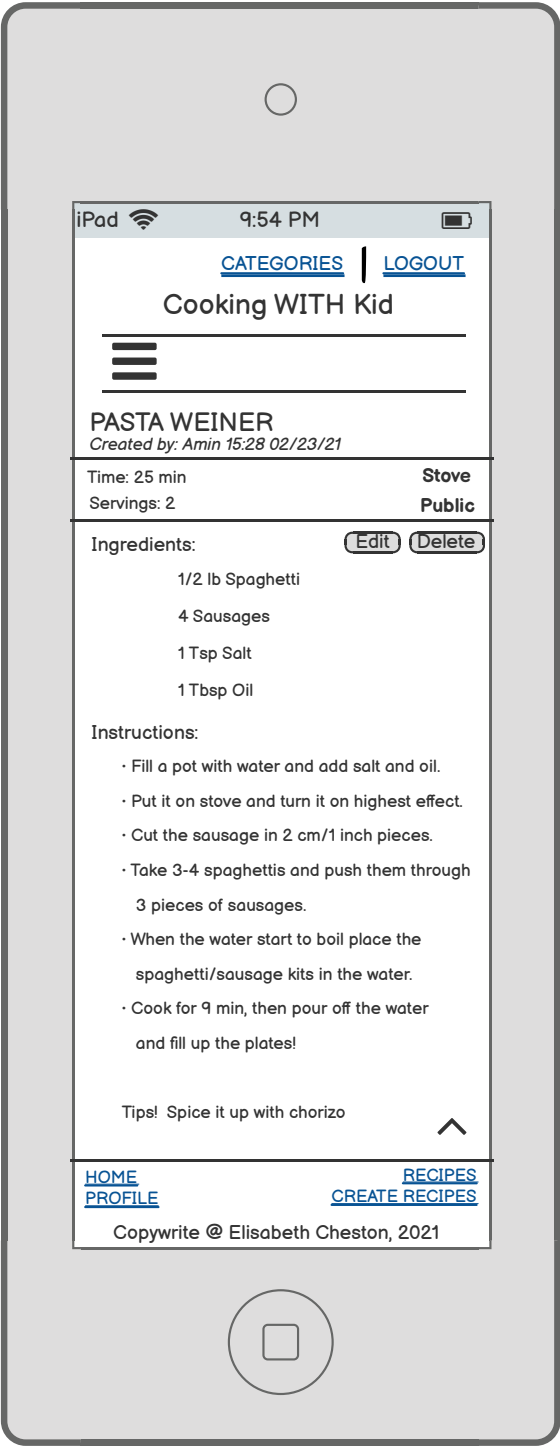 iPad 9:54 PM
CATEGORIES LOGOUT
Cooking WITH Kid
PASTA WEINER
Created by: Amin 15:28 02/23/21
Time: 25 min Stove
Servings: 2 Public
Ingredients: Edit Delete
1/2 lb Spaghetti
4 Sausages
1 Tsp Salt
1 Tbsp Oil
Instructions:
· Fill a pot with water and add salt and oil.
· Put it on stove and turn it on highest effect.
· Cut the sausage in 2 cm/1 inch pieces.
· Take 3-4 spaghettis and push them through
3 pieces of sausages.
· When the water start to boil place the
spaghetti/sausage kits in the water.
· Cook for 9 min, then pour off the water
and fill up the plates!
Tips! Spice it up with chorizo
HOME RECIPES
PROFILE CREATE RECIPES
Copywrite @ Elisabeth Cheston, 2021